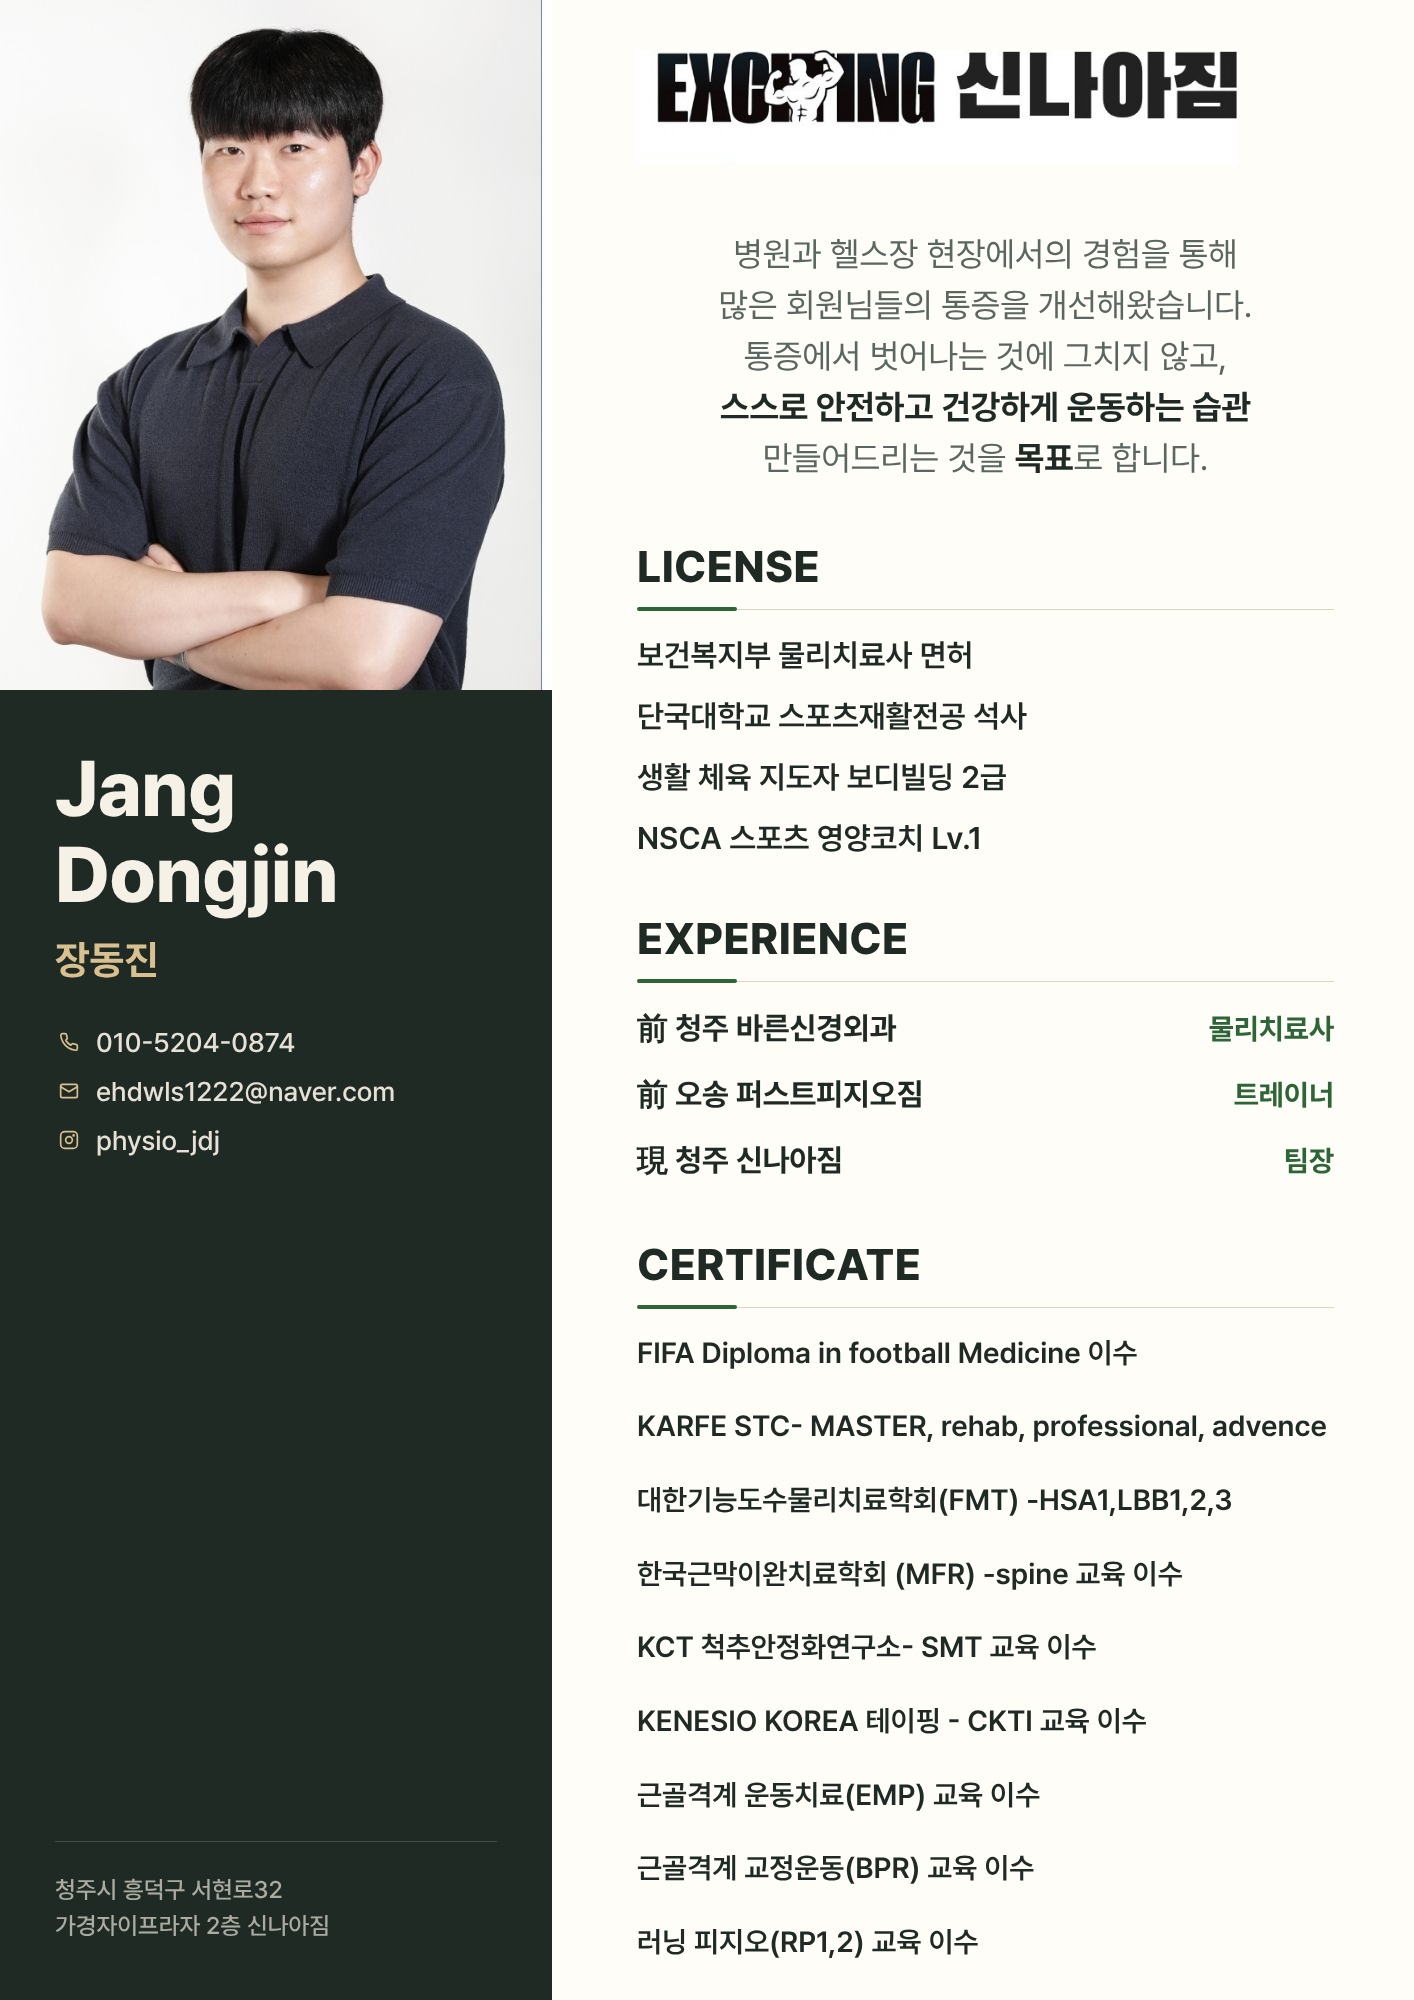 Jang
Dongjin
장동진
010-5204-0874
ehdwls1222@naver.com
physio_jdj
청주시 흥덕구 서현로32
가경자이프라자 2층 신나아짐
EXCITING 신나아짐
병원과 헬스장 현장에서의 경험을 통해
많은 회원님들의 통증을 개선해왔습니다.
통증에서 벗어나는 것에 그치지 않고,
스스로 안전하고 건강하게 운동하는 습관
만들어드리는 것을 목표로 합니다.
LICENSE
보건복지부 물리치료사 면허
단국대학교 스포츠재활전공 석사
생활 체육 지도자 보디빌딩 2급
NSCA 스포츠 영양코치 Lv.1
EXPERIENCE
前 청주 바른신경외과 물리치료사
前 오송 퍼스트피지오짐 트레이너
現 청주 신나아짐 팀장
CERTIFICATE
FIFA Diploma in football Medicine 이수
KARFE STC- MASTER, rehab, professional, advence
대한기능도수물리치료학회(FMT) -HSA1,LBB1,2,3
한국근막이완치료학회 (MFR) -spine 교육 이수
KCT 척추안정화연구소- SMT 교육 이수
KENESIO KOREA 테이핑 - CKTI 교육 이수
근골격계 운동치료(EMP) 교육 이수
근골격계 교정운동(BPR) 교육 이수
러닝 피지오(RP1,2) 교육 이수